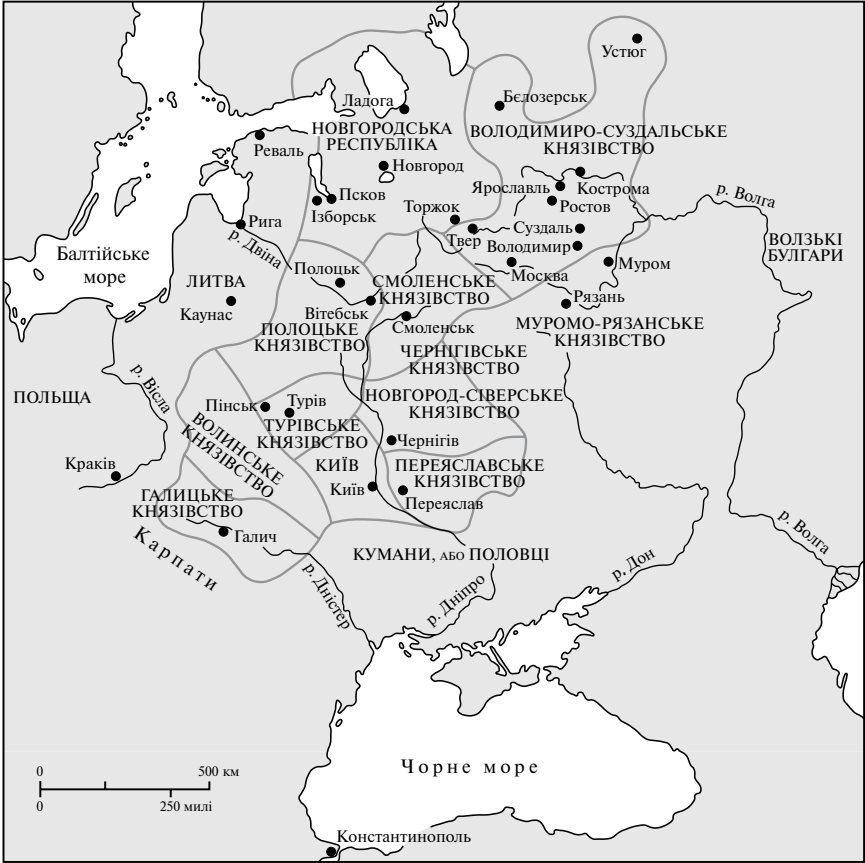 Устюг
Бєлозерськ
Ладога
НОВГОРОДСЬКА
РЕСПУБЛІКА
ВОЛОДИМИРО-СУЗДАЛЬСЬКЕ
КНЯЗІВСТВО
Реваль
Новгород
Псков
Ізборськ
Ярославль
Кострома
Ростов
р. Волга
Торжок
Твер
Суздаль
Володимир
Рига
р. Двіна
Балтійське
море
ВОЛЗЬКІ
БУЛГАРИ
Полоцьк
Москва
Муром
ЛИТВА
Каунас
СМОЛЕНСЬКЕ
КНЯЗІВСТВО
Вітебськ
Рязань
ПОЛОЦЬКЕ
КНЯЗІВСТВО
Смоленськ
МУРОМО-РЯЗАНСЬКЕ
КНЯЗІВСТВО
ЧЕРНІГІВСЬКЕ
КНЯЗІВСТВО
ПОЛЬЩА
р. Вісла
НОВГОРОД-СІВЕРСЬКЕ
КНЯЗІВСТВО
Пінськ
Турів
ТУРІВСЬКЕ
КНЯЗІВСТВО
ВОЛИНСЬКЕ
КНЯЗІВСТВО
Чернігів
Краків
КИЇВ
Київ
ПЕРЕЯСЛАВСЬКЕ
КНЯЗІВСТВО
Переяслав
ГАЛИЦЬКЕ
КНЯЗІВСТВО
Галич
Карпати
КУМАНИ, АБО ПОЛОВЦІ
р. Волга
р. Дон
р. Дністер
р. Дніпро
Чорне море
0 500 км
0 250 милі
Константинополь